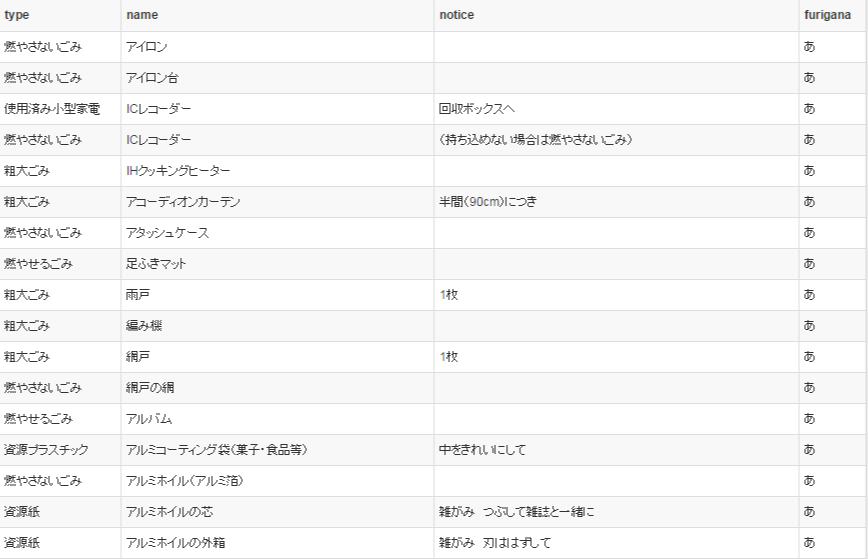 type name notice furigana
燃やさないごみ アイロン あ
燃やさないごみ アイロン台 あ
使用済み小型家電 ICレコーダー 回収ボックスへ あ
燃やさないごみ ICレコーダー （持ち込めない場合は燃やさないごみ） あ
粗大ごみ IHクッキングヒーター あ
粗大ごみ アコーディオンカーテン 半間（90cm）につき あ
燃やさないごみ アタッシュケース あ
燃やせるごみ 足ふきマット あ
粗大ごみ 雨戸 1枚 あ
粗大ごみ 編み機 あ
粗大ごみ 網戸 1枚 あ
燃やさないごみ 網戸の網 あ
燃やせるごみ アルバム あ
資源プラスチック アルミコーティング袋（菓子・食品等） 中をきれいにして あ
燃やさないごみ アルミホイル（アルミ箔） あ
資源紙 アルミホイルの芯 雑がみ　つぶして雑誌と一緒に あ
資源紙 アルミホイルの外箱 雑がみ　刃ははずして あ